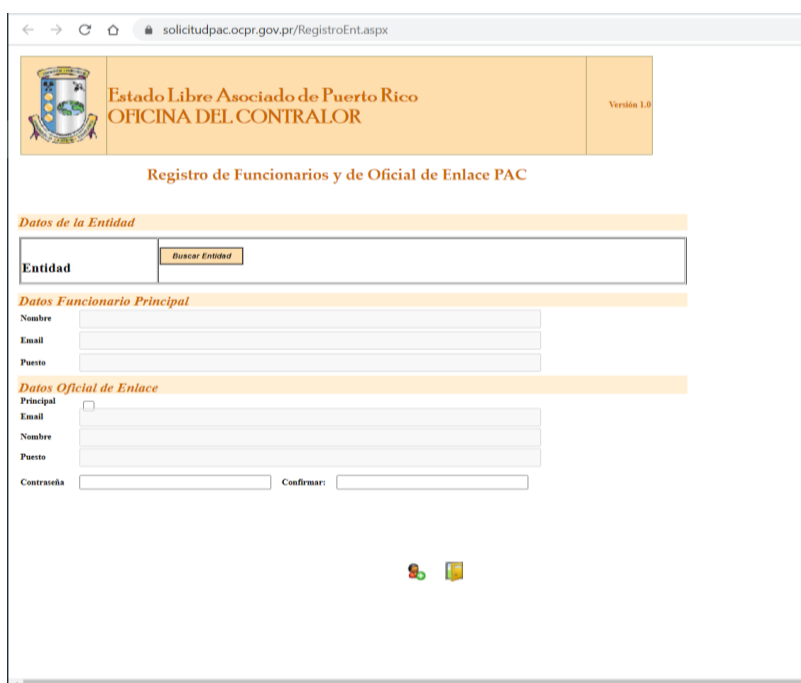 solicitudpac.ocpr.gov.pr/RegistroEnt.aspx
Estado Libre Asociado de Puerto Rico
OFICINA DEL CONTRALOR
Versión 1.0
Registro de Funcionarios y de Oficial de Enlace PAC
Datos de la Entidad
Entidad
Buscar Entidad
Datos Funcionario Principal
Nombre
Email
Puesto
Datos Oficial de Enlace
Principal
Email
Nombre
Puesto
Contraseña Confirmar: